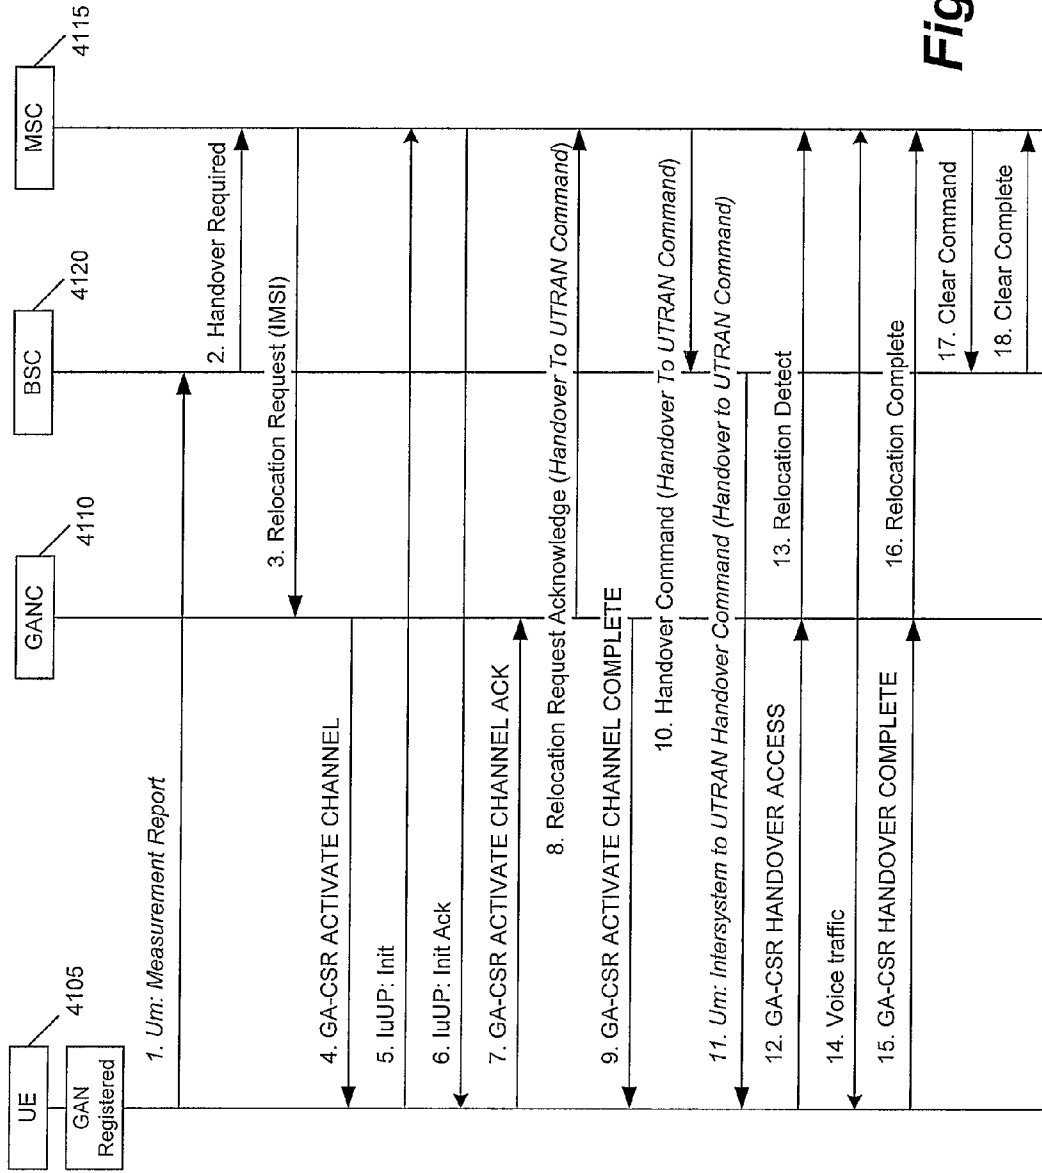 UE
4105
GAN
Registered
GANC
4110
BSC
4120
MSC
4115
1. Um: Measurement Report
2. Handover Required
3. Relocation Request (IMSI)
4. GA-CSR ACTIVATE CHANNEL
5. IuUP: Init
6. IuUP: Init Ack
7. GA-CSR ACTIVATE CHANNEL ACK
8. Relocation Request Acknowledge (Handover To UTRAN Command)
9. GA-CSR ACTIVATE CHANNEL COMPLETE
10. Handover Command (Handover To UTRAN Command)
11. Um: Intersystem to UTRAN Handover Command (Handover to UTRAN Command)
12. GA-CSR HANDOVER ACCESS
13. Relocation Detect
14. Voice traffic
15. GA-CSR HANDOVER COMPLETE
16. Relocation Complete
17. Clear Command
18. Clear Complete
Fig